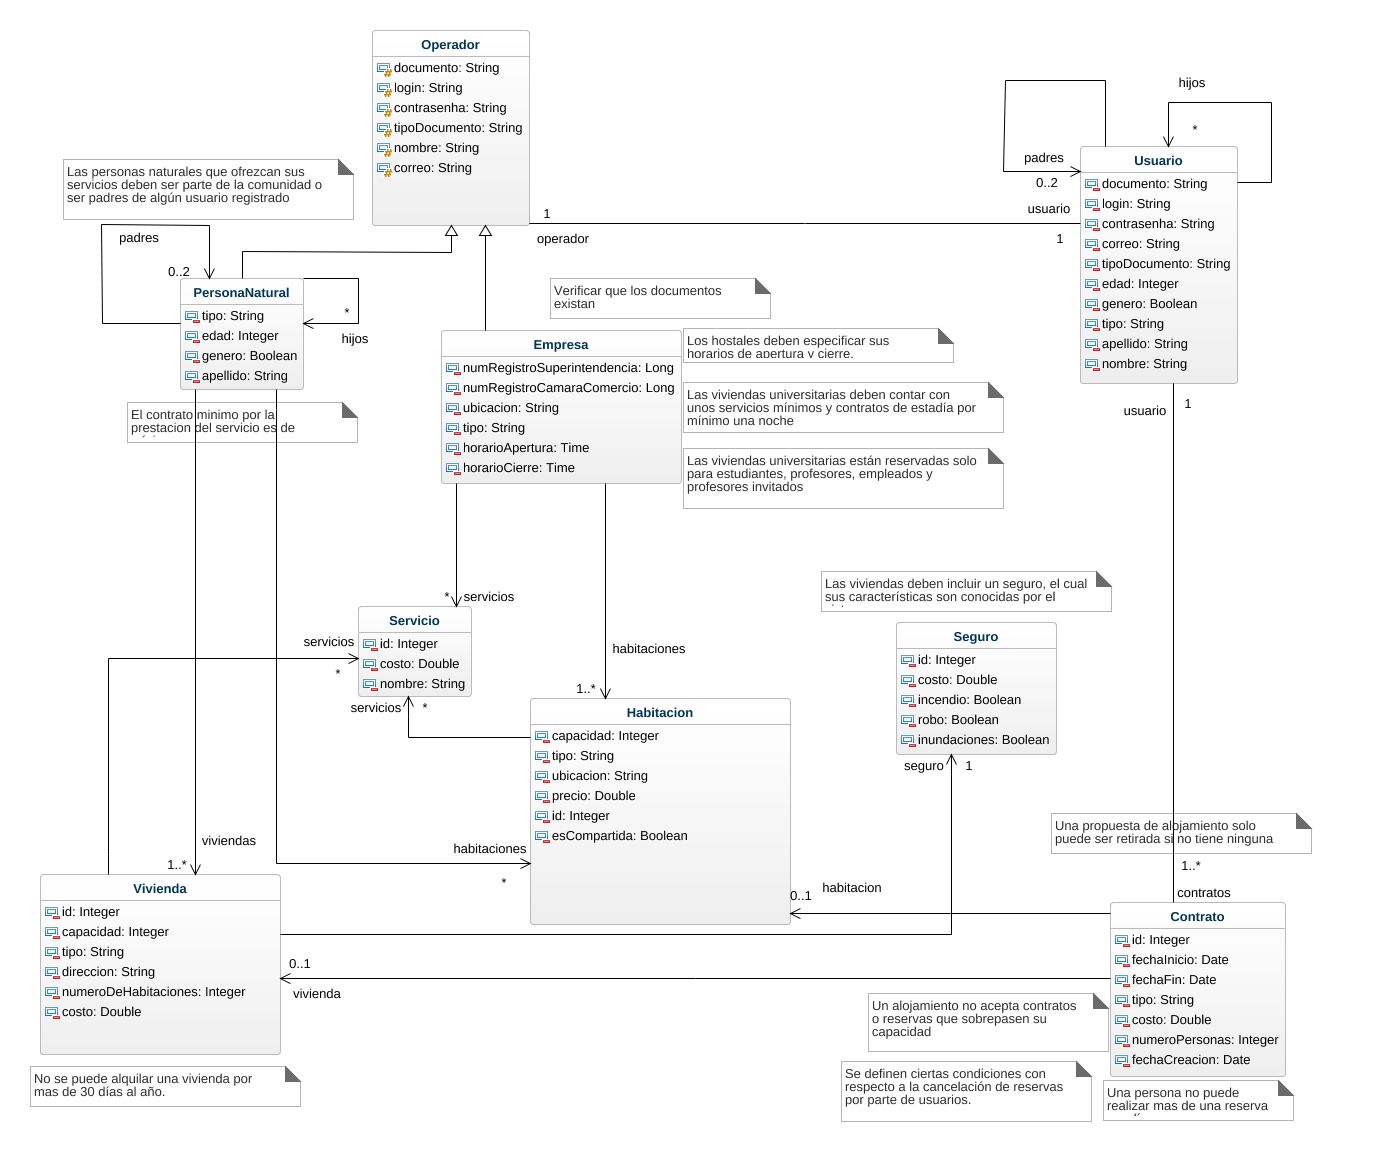 Operador
documento: String
login: String
contrasenha: String
tipoDocumento: String
nombre: String
correo: String
hijos
*
padres
0..2
Usuario
documento: String
login: String
contrasenha: String
correo: String
tipoDocumento: String
edad: Integer
genero: Boolean
tipo: String
apellido: String
nombre: String
Las personas naturales que ofrezcan sus
servicios deben ser parte de la comunidad o
ser padres de algún usuario registrado
1
operador
usuario
1
padres
0..2
PersonaNatural
tipo: String
edad: Integer
genero: Boolean
apellido: String
*
hijos
Verificar que los documentos
existan
Empresa
numRegistroSuperintendencia: Long
numRegistroCamaraComercio: Long
ubicacion: String
tipo: String
horarioApertura: Time
horarioCierre: Time
Los hostales deben especificar sus
horarios de apertura y cierre.
Las viviendas universitarias deben contar con
unos servicios mínimos y contratos de estadía por
mínimo una noche
Las viviendas universitarias están reservadas solo
para estudiantes, profesores, empleados y
profesores invitados
El contrato minimo por la
prestacion del servicio es de
usuario
1
* servicios
Servicio
id: Integer
costo: Double
nombre: String
servicios
*
servicios
*
habitaciones
1..*
Las viviendas deben incluir un seguro, el cual
sus características son conocidas por el
Seguro
id: Integer
costo: Double
incendio: Boolean
robo: Boolean
inundaciones: Boolean
seguro
1
Habitacion
capacidad: Integer
tipo: String
ubicacion: String
precio: Double
id: Integer
esCompartida: Boolean
viviendas
1..*
habitaciones
*
Una propuesta de alojamiento solo
puede ser retirada si no tiene ninguna
1..*
contratos
0..1
habitacion
Vivienda
id: Integer
capacidad: Integer
tipo: String
direccion: String
numeroDeHabitaciones: Integer
costo: Double
0..1
vivienda
Contrato
id: Integer
fechaInicio: Date
fechaFin: Date
tipo: String
costo: Double
numeroPersonas: Integer
fechaCreacion: Date
Un alojamiento no acepta contratos
o reservas que sobrepasen su
capacidad
No se puede alquilar una vivienda por
mas de 30 días al año.
Se definen ciertas condiciones con
respecto a la cancelación de reservas
por parte de usuarios.
Una persona no puede
realizar mas de una reserva